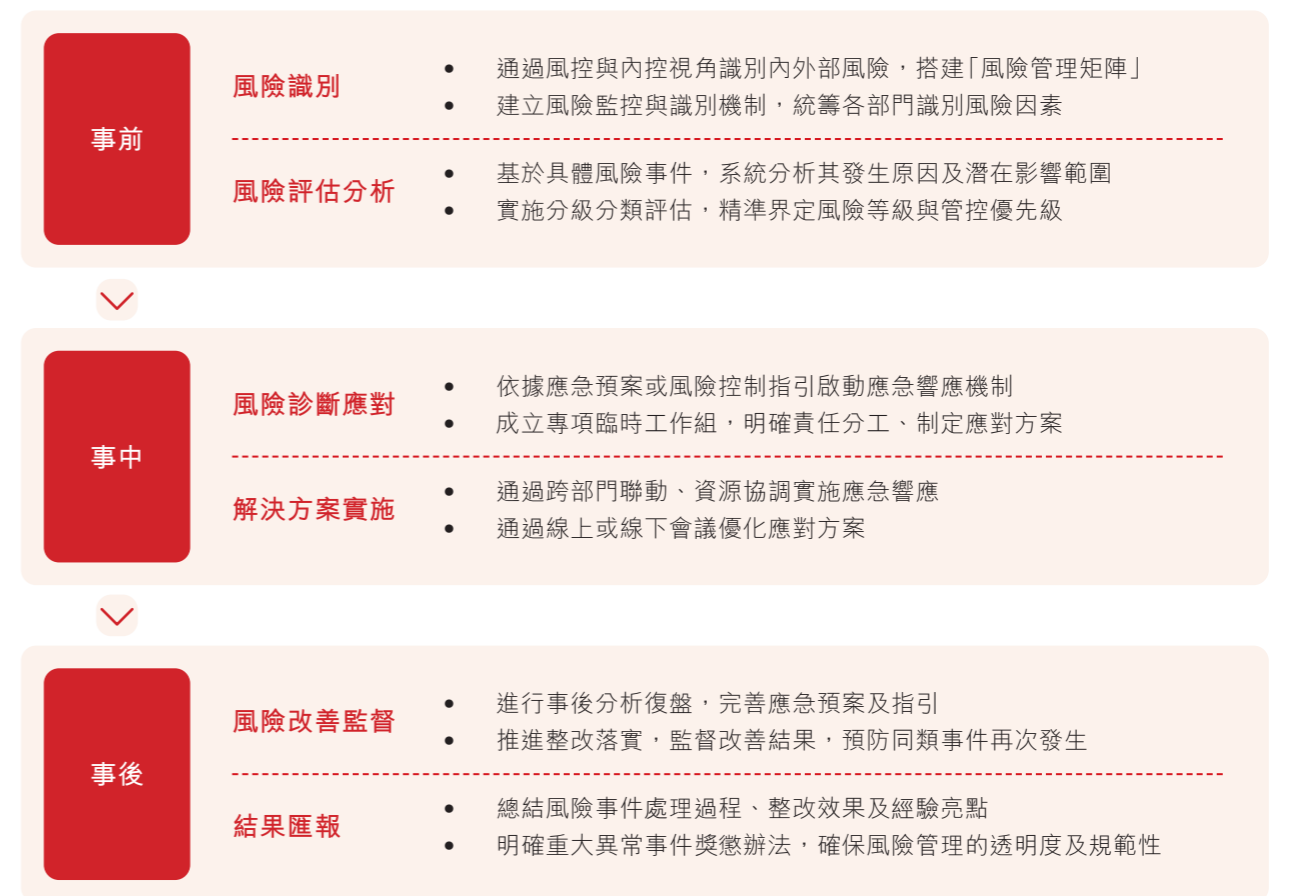 事前
風險識別
• 通過風控與內控視角識別內外部風險，搭建「風險管理矩陣」
• 建立風險監控與識別機制，統籌各部門識別風險因素
風險評估分析
• 基於具體風險事件，系統分析其發生原因及潛在影響範圍
• 實施分級分類評估，精準界定風險等級與管控優先級
事中
風險診斷應對
• 依據應急預案或風險控制指引啟動應急響應機制
• 成立專項臨時工作組，明確責任分工、制定應對方案
解決方案實施
• 通過跨部門聯動、資源協調實施應急響應
• 通過線上或線下會議優化應對方案
事後
風險改善監督
• 進行事後分析復盤，完善應急預案及指引
• 推進整改落實，監督改善結果，預防同類事件再次發生
結果匯報
• 總結風險事件處理過程、整改效果及經驗亮點
• 明確重大異常事件獎懲辦法，確保風險管理的透明度及規範性